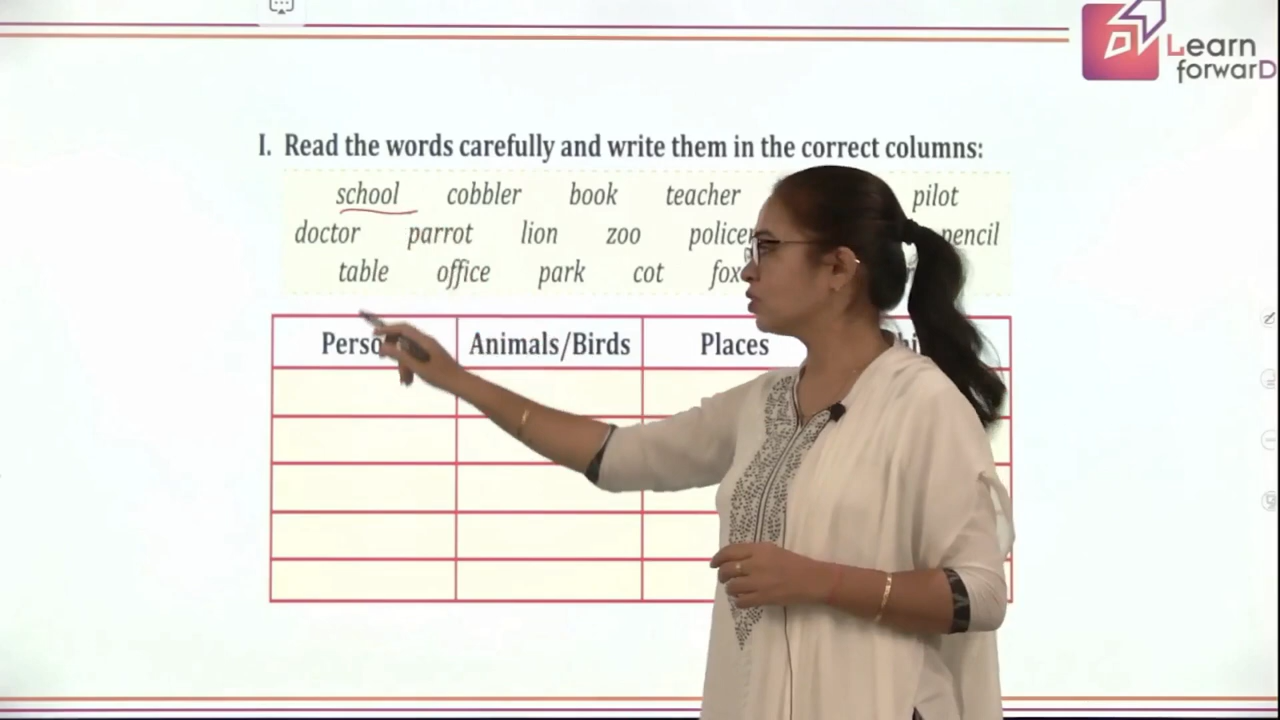 Learn
forwarD
I. Read the words carefully and write them in the correct columns:
school cobbler book teacher pilot
doctor parrot lion zoo pencil
table office park cot fox
Animals/Birds Places